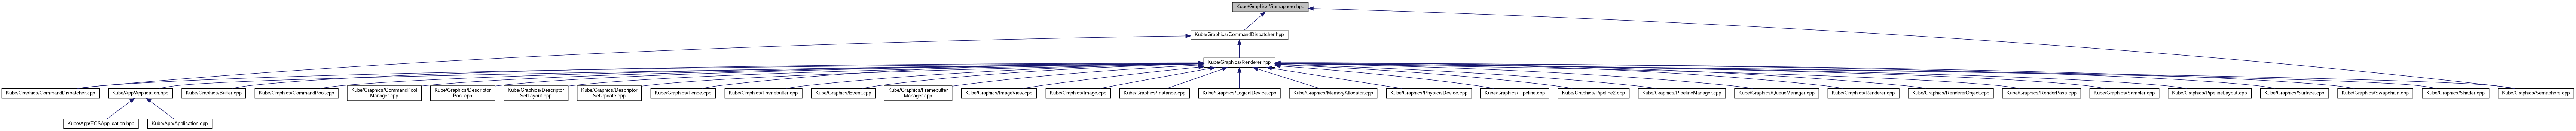 Kube/Graphics/Semaphore.hpp
Kube/Graphics/CommandDispatcher.hpp
Kube/Graphics/Renderer.hpp
Kube/Graphics/CommandDispatcher.cpp
Kube/App/Application.hpp
Kube/Graphics/Buffer.cpp
Kube/Graphics/CommandPool.cpp
Kube/Graphics/CommandPool
Manager.cpp
Kube/Graphics/Descriptor
Pool.cpp
Kube/Graphics/Descriptor
SetLayout.cpp
Kube/Graphics/Descriptor
SetUpdate.cpp
Kube/Graphics/Fence.cpp
Kube/Graphics/Framebuffer.cpp
Kube/Graphics/Event.cpp
Kube/Graphics/Framebuffer
Manager.cpp
Kube/Graphics/ImageView.cpp
Kube/Graphics/Image.cpp
Kube/Graphics/Instance.cpp
Kube/Graphics/LogicalDevice.cpp
Kube/Graphics/MemoryAllocator.cpp
Kube/Graphics/PhysicalDevice.cpp
Kube/Graphics/Pipeline.cpp
Kube/Graphics/Pipeline2.cpp
Kube/Graphics/PipelineManager.cpp
Kube/Graphics/QueueManager.cpp
Kube/Graphics/Renderer.cpp
Kube/Graphics/RendererObject.cpp
Kube/Graphics/RenderPass.cpp
Kube/Graphics/Sampler.cpp
Kube/Graphics/PipelineLayout.cpp
Kube/Graphics/Surface.cpp
Kube/Graphics/Swapchain.cpp
Kube/Graphics/Shader.cpp
Kube/Graphics/Semaphore.cpp
Kube/App/ECSApplication.hpp
Kube/App/Application.cpp